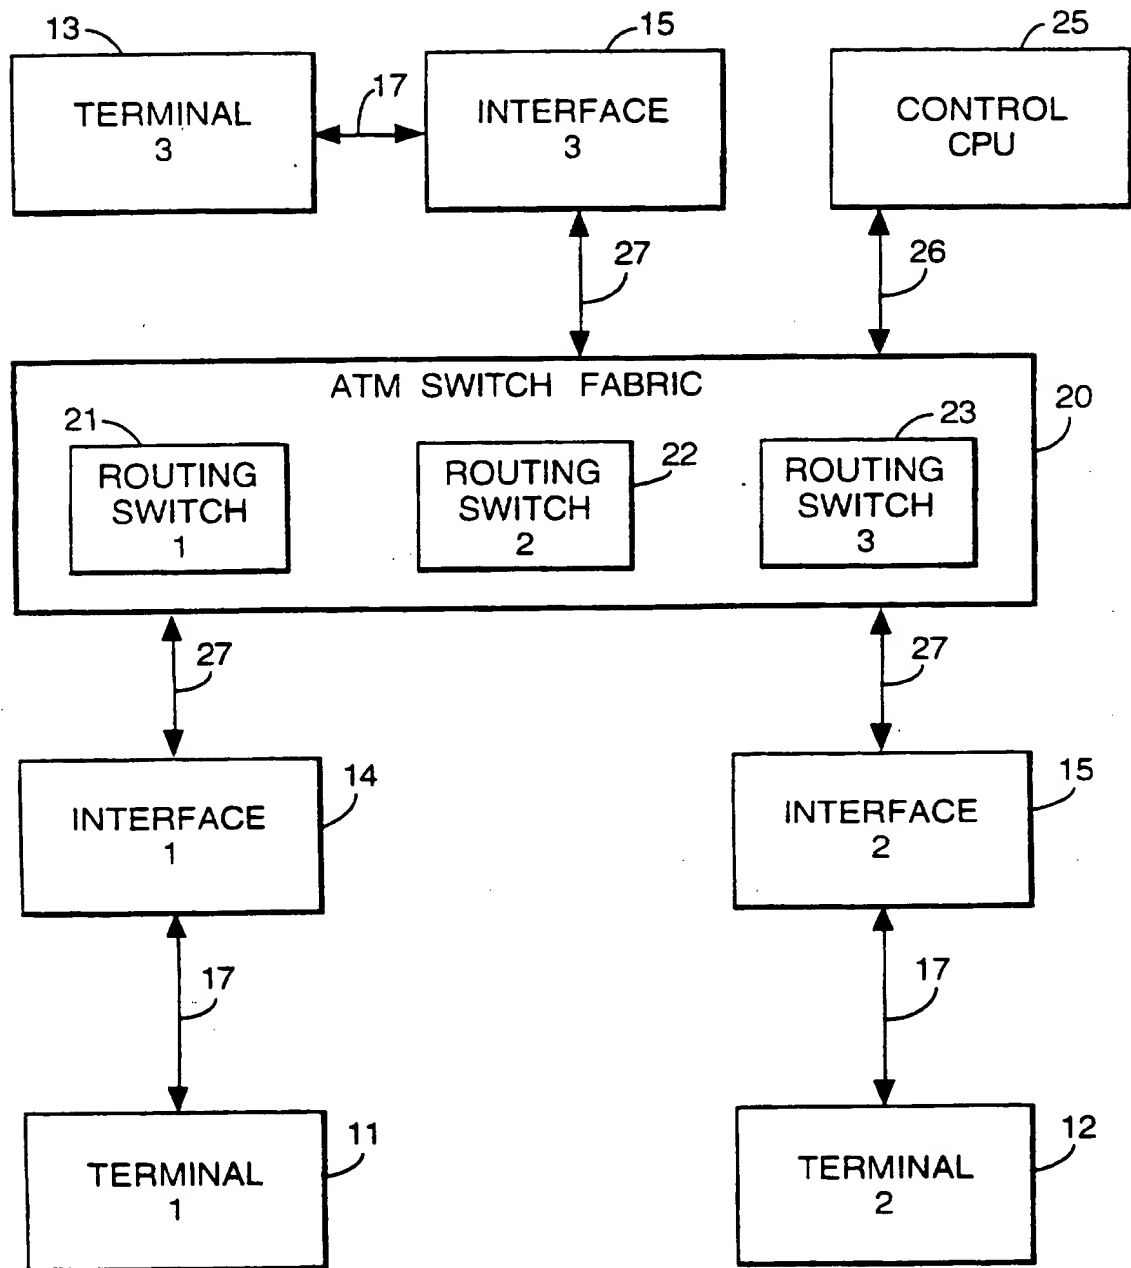 13
15
25
TERMINAL
3
17
INTERFACE
3
CONTROL
CPU
27
26
ATM SWITCH FABRIC
20
21
ROUTING
SWITCH
1
22
ROUTING
SWITCH
2
23
ROUTING
SWITCH
3
27
27
14
INTERFACE
1
15
INTERFACE
2
17
17
11
TERMINAL
1
12
TERMINAL
2